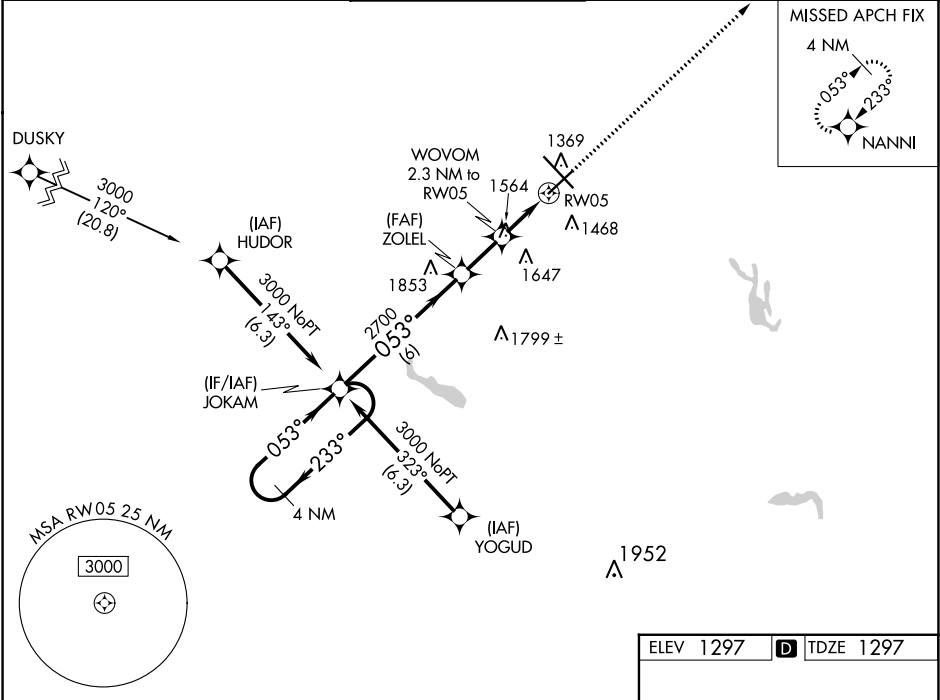 MISSED APCH FIX
4 NM
053°
233°
NANNI
DUSKY
3000
120°
(20.8)
(IAF)
HUDOR
3000 NoPT
143°
(6.3)
WOVOM
2.3 NM to
RW05
1564
1369
RW05
1468
(FAF)
ZOLEL
1853
1647
1799 ±
2700
053°
(6)
(IF/IAF)
JOKAM
053°
233°
4 NM
3000 NoPT
323°
(6.3)
(IAF)
YOGUD
1952
MSA RW05 25 NM
3000
ELEV 1297 D TDZE 1297